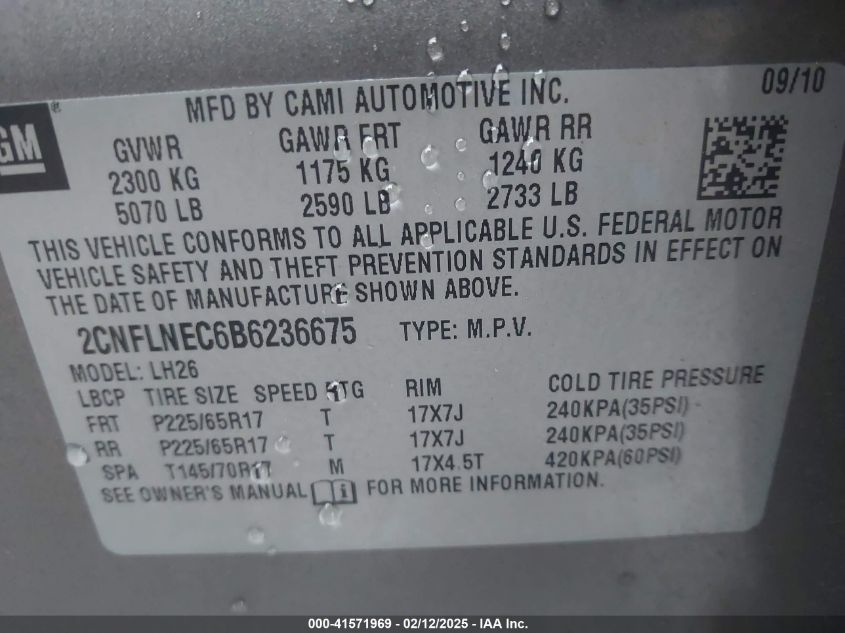 MFD BY CAMI AUTOMOTIVE INC.
09/10
GM
®
GVWR GAWR FRT GAWR RR
2300 KG 1175 KG 1240 KG
5070 LB 2590 LB 2733 LB
THIS VEHICLE CONFORMS TO ALL APPLICABLE U.S. FEDERAL MOTOR
VEHICLE SAFETY AND THEFT PREVENTION STANDARDS IN EFFECT ON
THE DATE OF MANUFACTURE SHOWN ABOVE.
2CNFLNEC6B6236675 TYPE: M.P.V.
MODEL: LH26
LBCP TIRE SIZE SPEED RTG RIM COLD TIRE PRESSURE
FRT P225/65R17 T 17X7J 240KPA(35PSI)
RR P225/65R17 T 17X7J 240KPA(35PSI)
SPA T145/70R17 M 17X4.5T 420KPA(60PSI)
SEE OWNER'S MANUAL i FOR MORE INFORMATION.
000-41571969 - 02/12/2025 - IAA Inc.